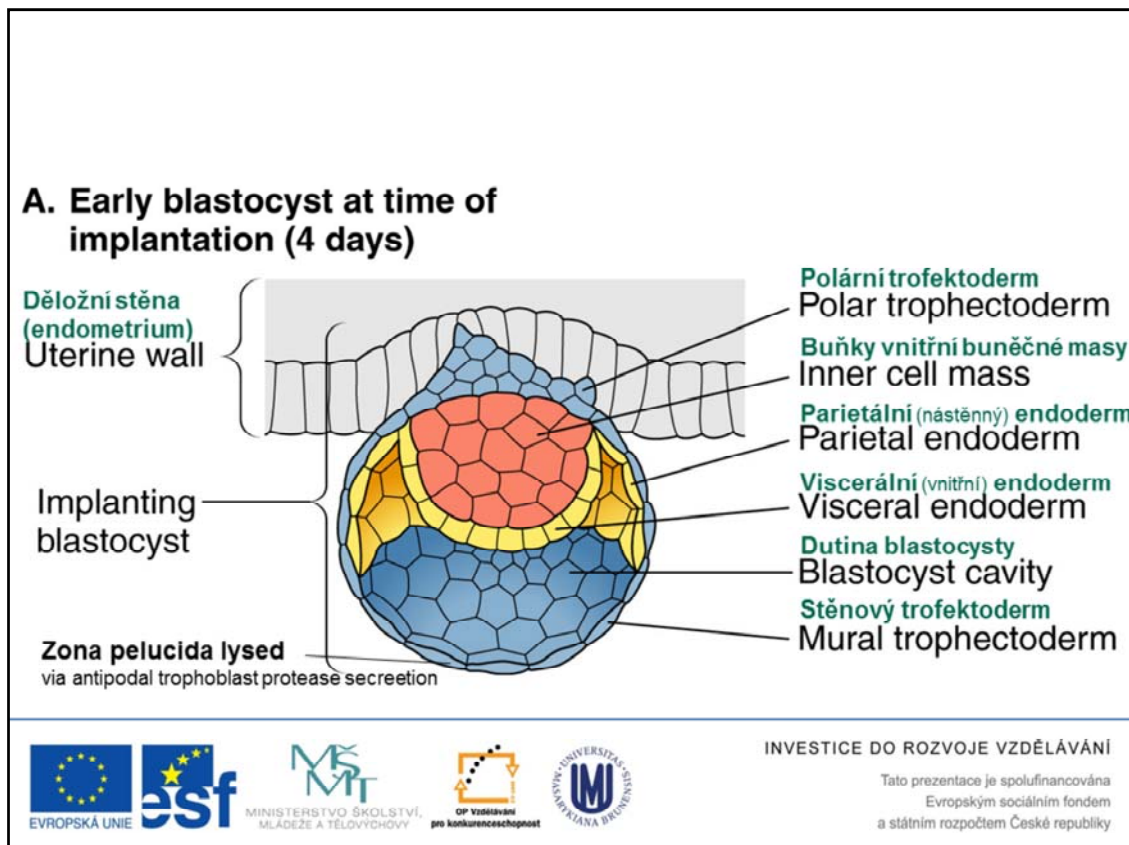 A. Early blastocyst at time of
implantation (4 days)
Děložní stěna
(endometrium)
Uterine wall
Implanting
blastocyst
Zona pelucida lysed
via antipodal trophoblast protease secreetion
Polární trofektoderm
Polar trophectoderm
Buňky vnitřní buněčné masy
Inner cell mass
Parietální (nástěnný) endoderm
Parietal endoderm
Viscerální (vnitřní) endoderm
Visceral endoderm
Dutina blastocysty
Blastocyst cavity
Stěnový trofektoderm
Mural trophectoderm
EVROPSKÁ UNIE
esf
MŠMT
MINISTERSTVO ŠKOLSTVÍ,
MLÁDEŽE A TĚLOVÝCHOVY
OP Vzdělávání
pro konkurenceschopnost
UNIVERSITAS
MASARYKIANA BRUNENSIS
INVESTICE DO ROZVOJE VZDĚLÁVÁNÍ
Tato prezentace je spolufinancována
Evropským sociálním fondem
a státním rozpočtem České republiky